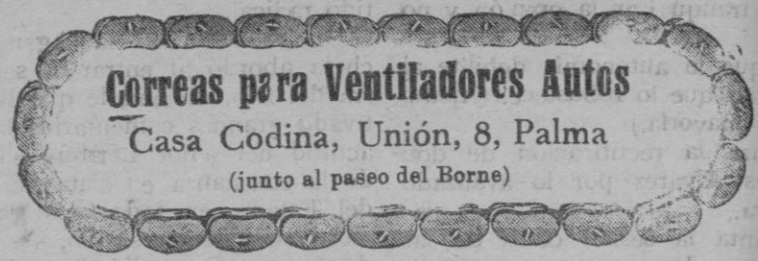 Correas para Ventiladores Autos
Casa Codina, Unión, 8, Palma
(junto al paseo del Borne)